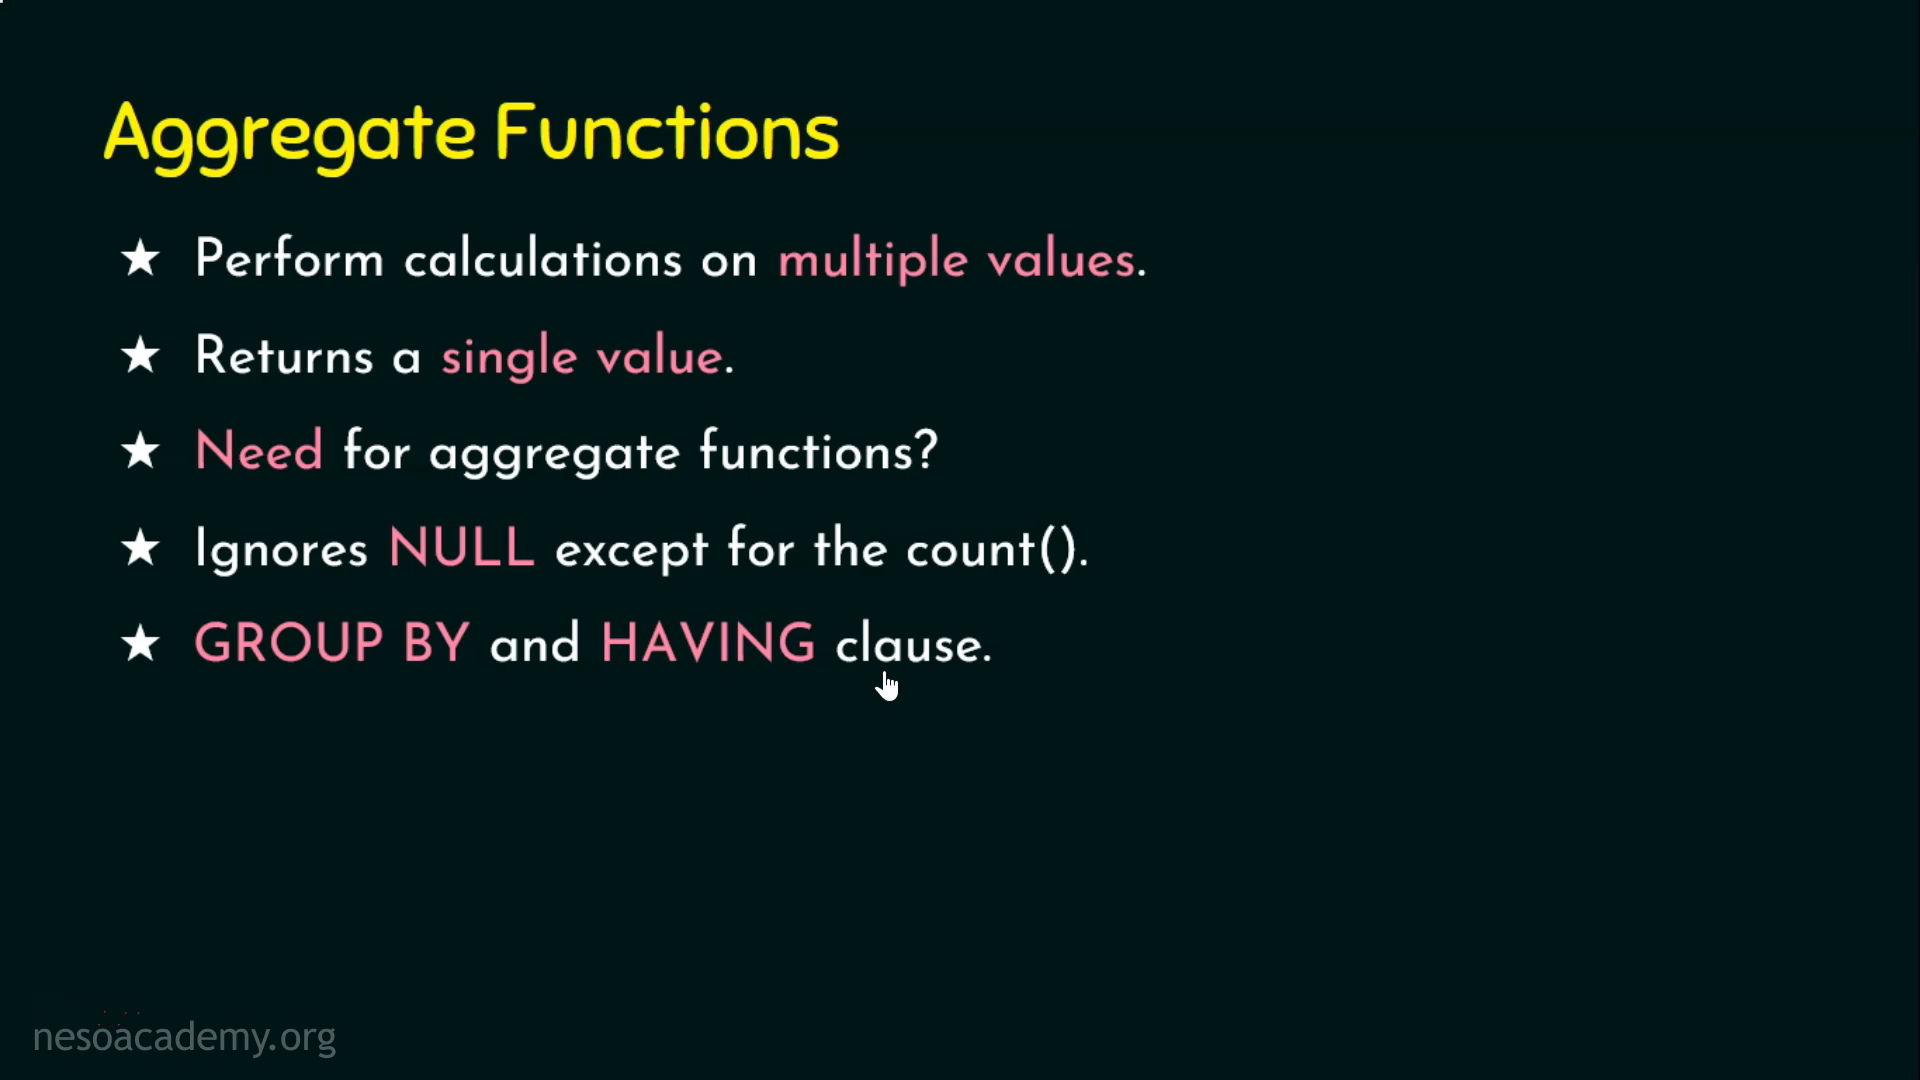 Aggregate Functions
★ Perform calculations on multiple values.
★ Returns a single value.
★ Need for aggregate functions?
★ Ignores NULL except for the count().
★ GROUP BY and HAVING clause.
nesoacademy.org